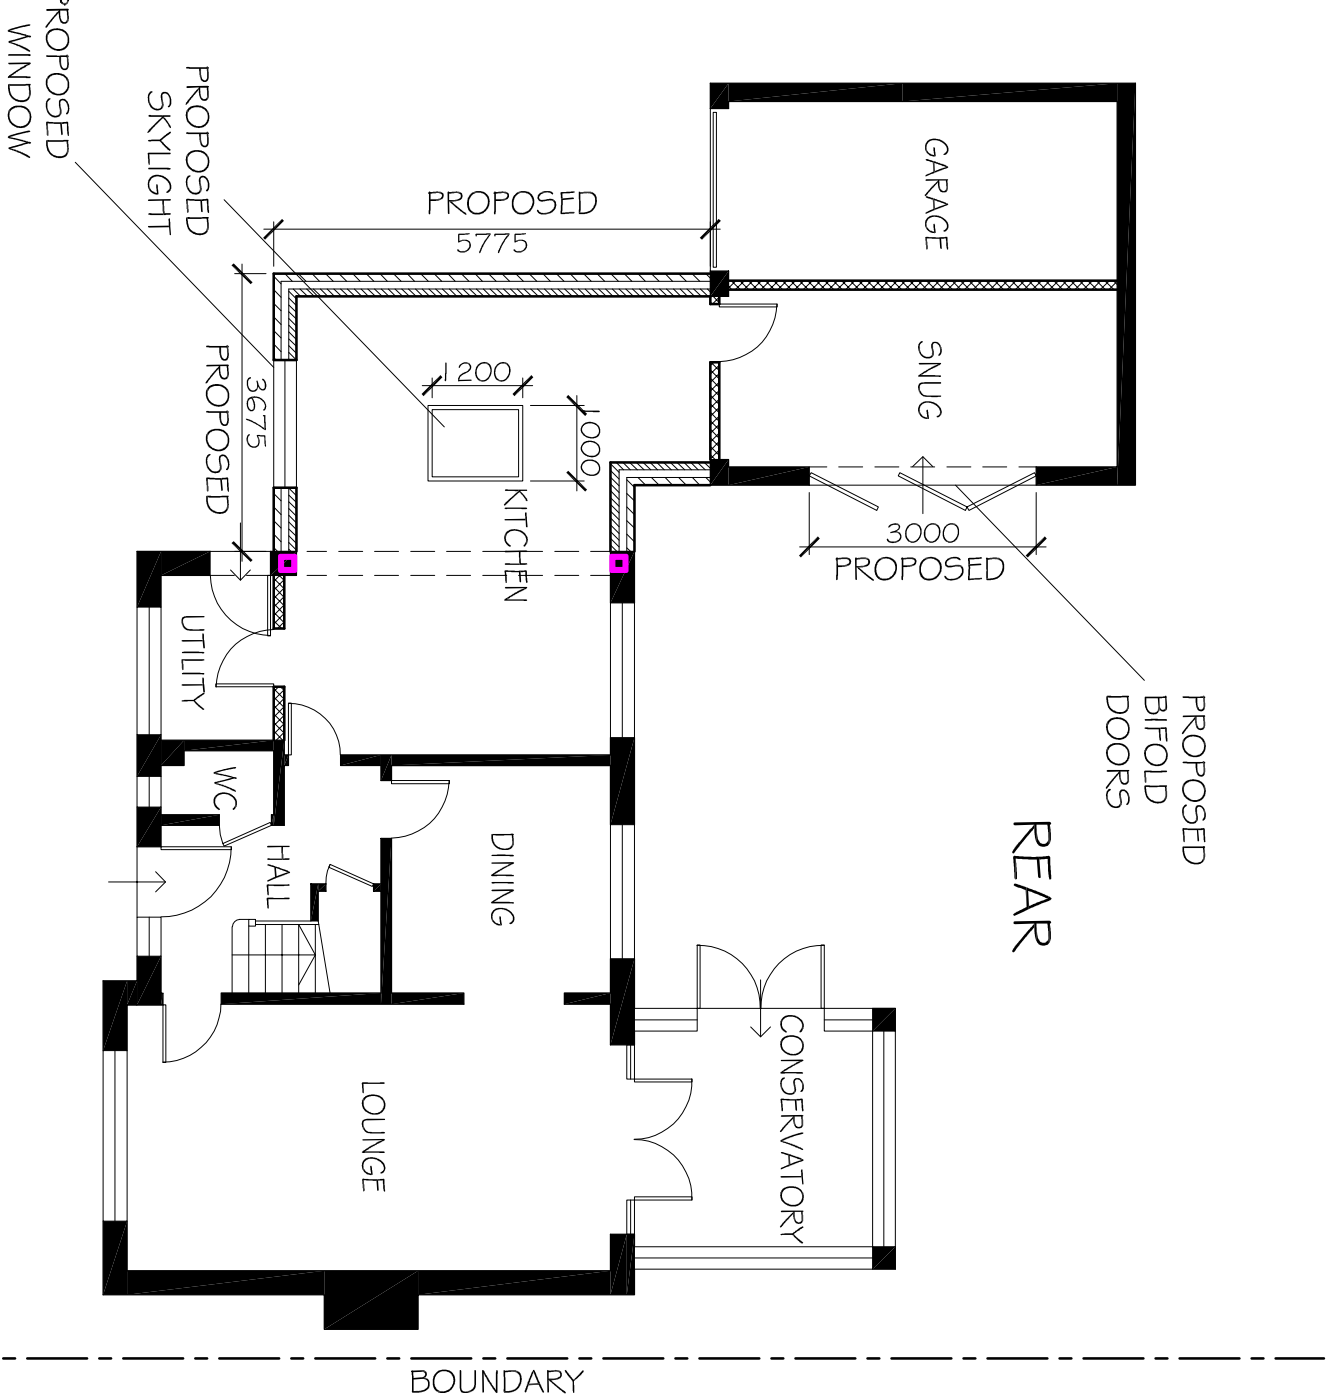 PROPOSED
WINDOW
PROPOSED
SKYLIGHT
PROPOSED
5775
3675
PROPOSED
1200
1000
GARAGE
SNUG
3000
PROPOSED
PROPOSED
BIFOLD
DOORS
KITCHEN
UTILITY
WC
HALL
DINING
REAR
LOUNGE
CONSERVATORY
BOUNDARY